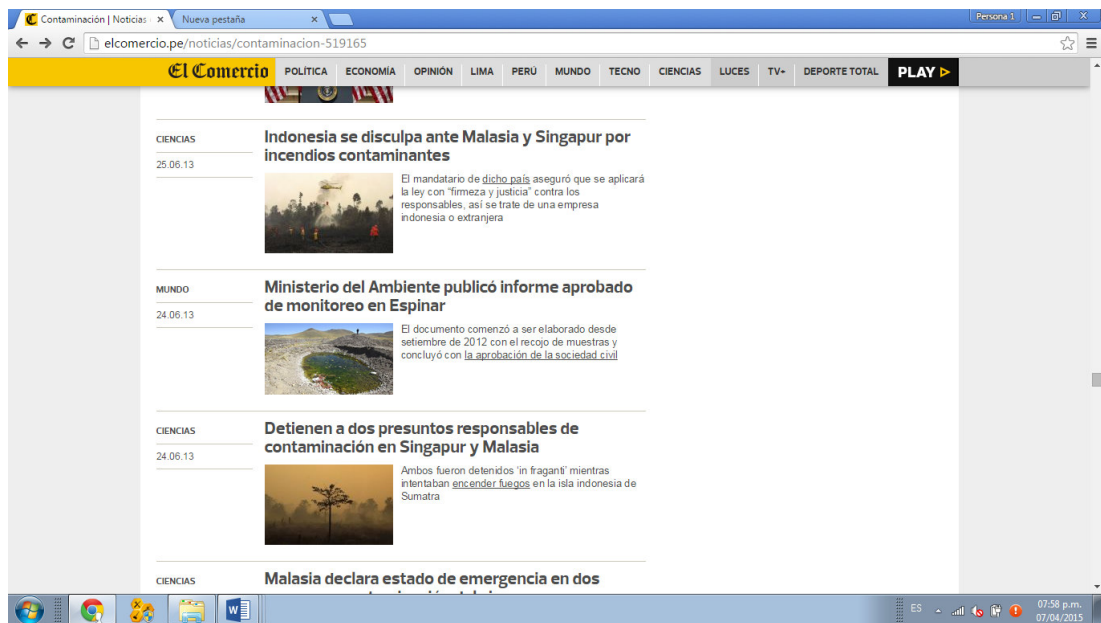 Contaminación | Noticias
Nueva pestaña
Persona 1
elcomercio.pe/noticias/contaminacion-519165
El Comercio POLÍTICA ECONOMÍA OPINIÓN LIMA PERÚ MUNDO TECNO CIENCIAS LUCES TV+ DEPORTE TOTAL PLAY
CIENCIAS
25.06.13
Indonesia se disculpa ante Malasia y Singapur por
incendios contaminantes
El mandatario de dicho país aseguró que se aplicará
la ley con "firmeza y justicia" contra los
responsables, así se trate de una empresa
indonesia o extranjera
MUNDO
24.06.13
Ministerio del Ambiente publicó informe aprobado
de monitoreo en Espinar
El documento comenzó a ser elaborado desde
setiembre de 2012 con el recojo de muestras y
concluyó con la aprobación de la sociedad civil
CIENCIAS
24.06.13
Detienen a dos presuntos responsables de
contaminación en Singapur y Malasia
Ambos fueron detenidos 'in fraganti' mientras
intentaban encender fuegos en la isla indonesia de
Sumatra
CIENCIAS
Malasia declara estado de emergencia en dos
ES
07:58 p.m.
07/04/2015